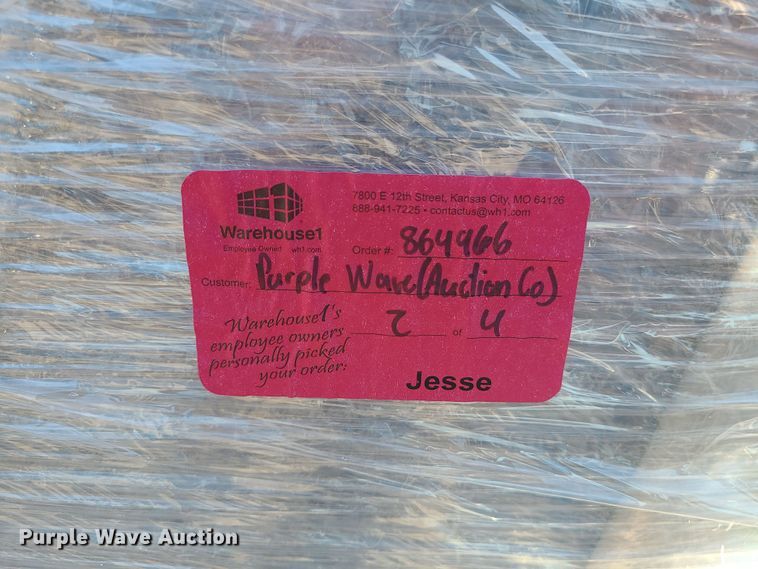 Warehouse1
Employee Owned wh1.com
7800 E 12th Street, Kansas City, MO 64126
888-941-7225 • contactus@wh1.com
Order #: 864966
Customer: Purple Wave (Auction Co)
Warehouse1's
employee owners
personally picked
your order:
2 of 4
Jesse
Purple Wave Auction